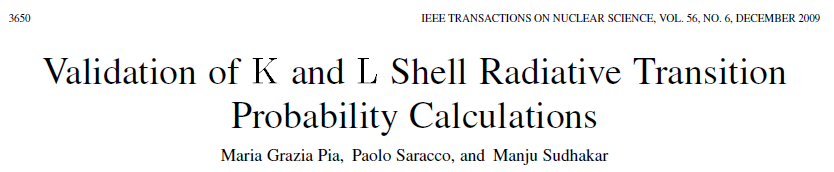 3650
IEEE TRANSACTIONS ON NUCLEAR SCIENCE, VOL. 56, NO. 6, DECEMBER 2009
Validation of K and L Shell Radiative Transition
Probability Calculations
Maria Grazia Pia, Paolo Saracco, and Manju Sudhakar